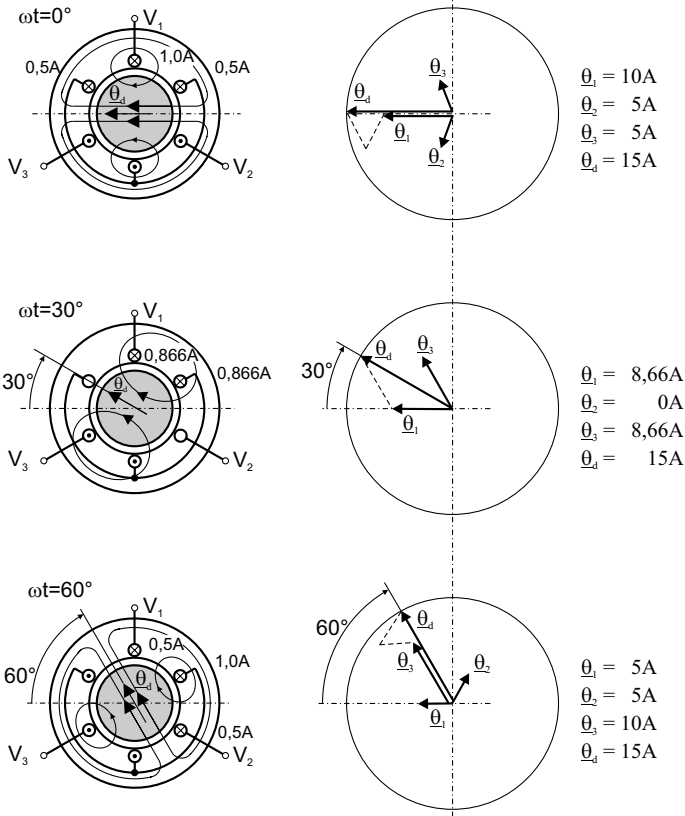 ωt=0°
V₁
0,5A
1,0A
0,5A
θd
V₃
V₂
θ₃
θd
θ₁
θ₂
θ₁ = 10A
θ₂ = 5A
θ₃ = 5A
θd = 15A
ωt=30°
V₁
0,866A
0,866A
30°
θd
V₃
V₂
30°
θd
θ₃
θ₁
θ₁ = 8,66A
θ₂ = 0A
θ₃ = 8,66A
θd = 15A
ωt=60°
V₁
0,5A
1,0A
60°
θd
0,5A
V₃
V₂
60°
θd
θ₃
θ₂
θ₁
θ₁ = 5A
θ₂ = 5A
θ₃ = 10A
θd = 15A